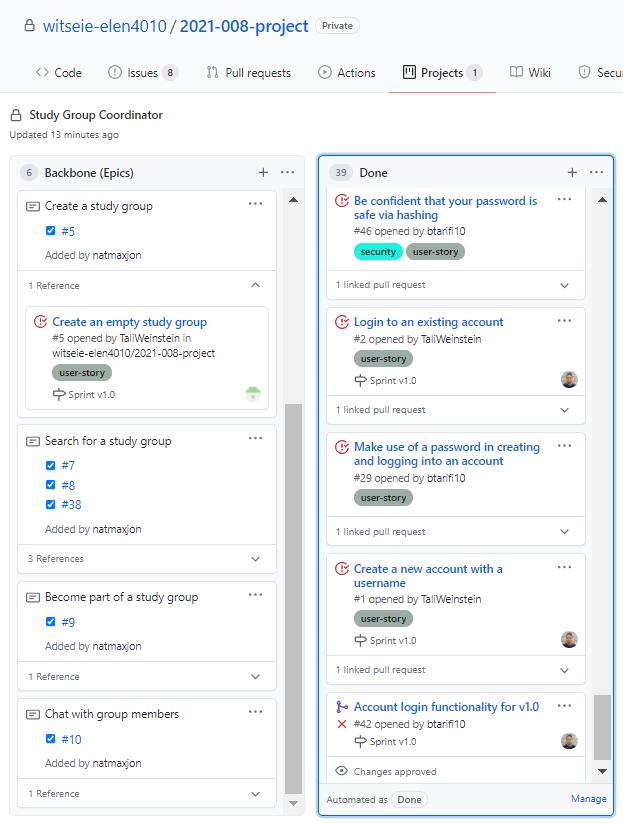 witseie-elen4010 / 2021-008-project Private
Code Issues 8 Pull requests Actions Projects 1 Wiki Secu
Study Group Coordinator
Updated 13 minutes ago
6 Backbone (Epics)
Create a study group
#5
Added by natmaxjon
1 Reference
Create an empty study group
#5 opened by TaliWeinstein in
witseie-elen4010/2021-008-project
user-story
Sprint v1.0
Search for a study group
#7
#8
#38
Added by natmaxjon
3 References
Become part of a study group
#9
Added by natmaxjon
1 Reference
Chat with group members
#10
Added by natmaxjon
1 Reference
39 Done
Be confident that your password is
safe via hashing
#46 opened by btarifi10
security user-story
1 linked pull request
Login to an existing account
#2 opened by TaliWeinstein
user-story
Sprint v1.0
1 linked pull request
Make use of a password in creating
and logging into an account
#29 opened by btarifi10
user-story
1 linked pull request
Create a new account with a
username
#1 opened by TaliWeinstein
user-story
Sprint v1.0
1 linked pull request
Account login functionality for v1.0
#42 opened by btarifi10
Sprint v1.0
Changes approved
Automated as Done Manage